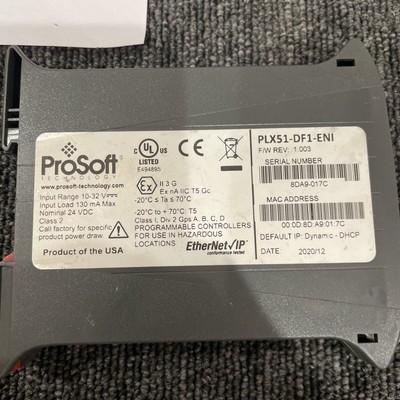 ProSoft
TECHNOLOGY
www.prosoft-technology.com
Input Range: 10-32 V
Input Load 130 mA Max
Nominal 24 VDC
Class 2
Call factory for specific
product power draw.
Product of the USA
C UL US
LISTED
E494895
Ex II 3 G
Ex nA IIC T5 Gc
-20°C ≤ Ta ≤ 70°C
-20°C to + 70°C: T5
Class I, Div 2 Gps A, B, C, D
PROGRAMMABLE CONTROLLERS
FOR USE IN HAZARDOUS
LOCATIONS
EtherNet/IP
conformance tested
PLX51-DF1-ENI
F/W REV.: 1.003
SERIAL NUMBER
8DA9-017C
MAC ADDRESS
00:0D:8D:A9:01:7C
DEFAULT IP: Dynamic - DHCP
DATE: 2020/12